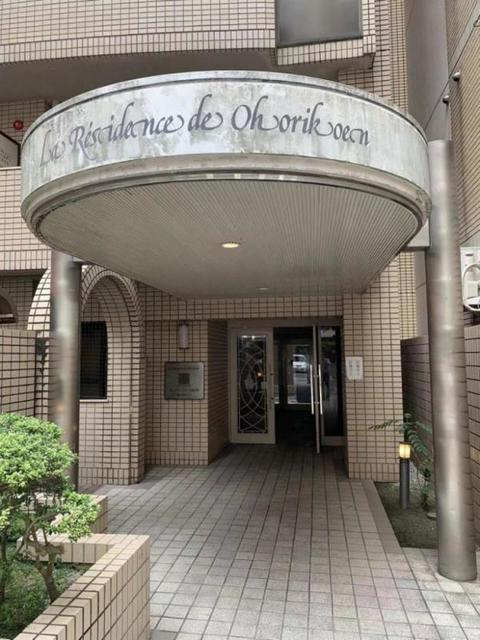 La Résidence de Ohorikoen